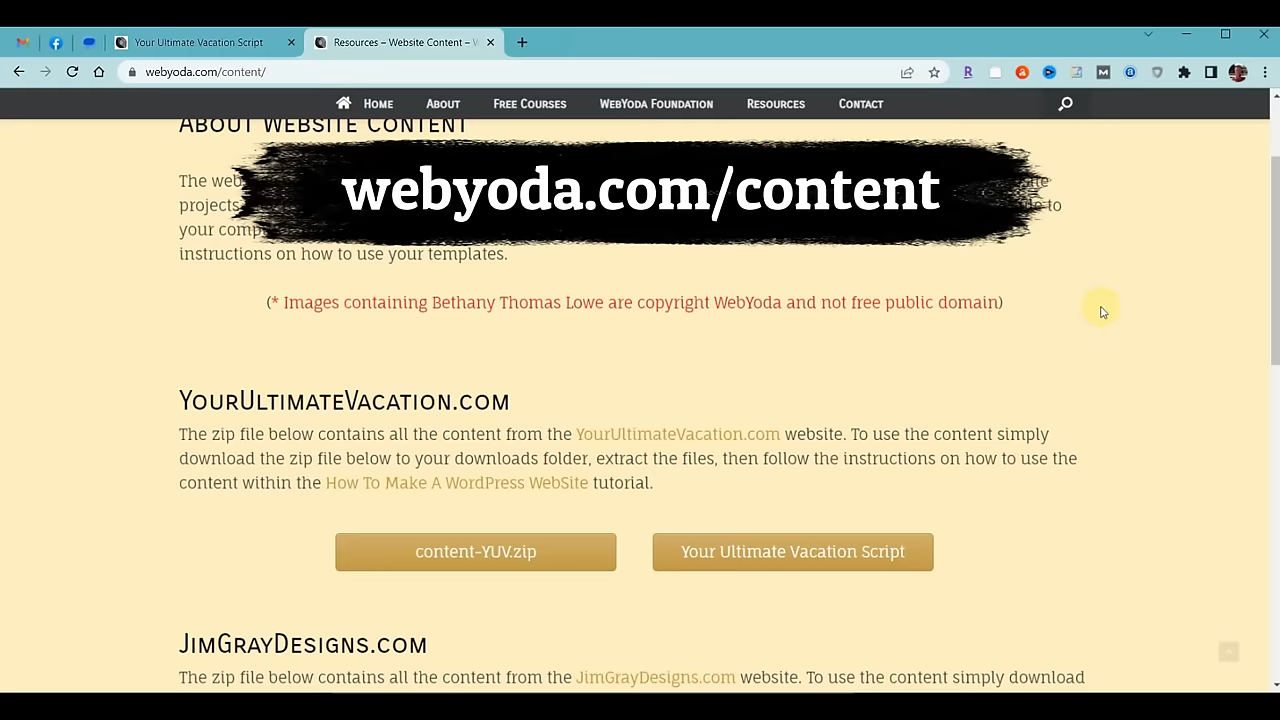 Your Ultimate Vacation Script
Resources – Website Content –
webyoda.com/content/
Home About Free Courses WebYoda Foundation Resources Contact
About Website Content
webyoda.com/content
The
projects to
your
instructions on how to use your templates.
(* Images containing Bethany Thomas Lowe are copyright WebYoda and not free public domain)
YourUltimateVacation.com
The zip file below contains all the content from the YourUltimateVacation.com website. To use the content simply
download the zip file below to your downloads folder, extract the files, then follow the instructions on how to use the
content within the How To Make A WordPress WebSite tutorial.
content-YUV.zip Your Ultimate Vacation Script
JimGrayDesigns.com
The zip file below contains all the content from the JimGrayDesigns.com website. To use the content simply download